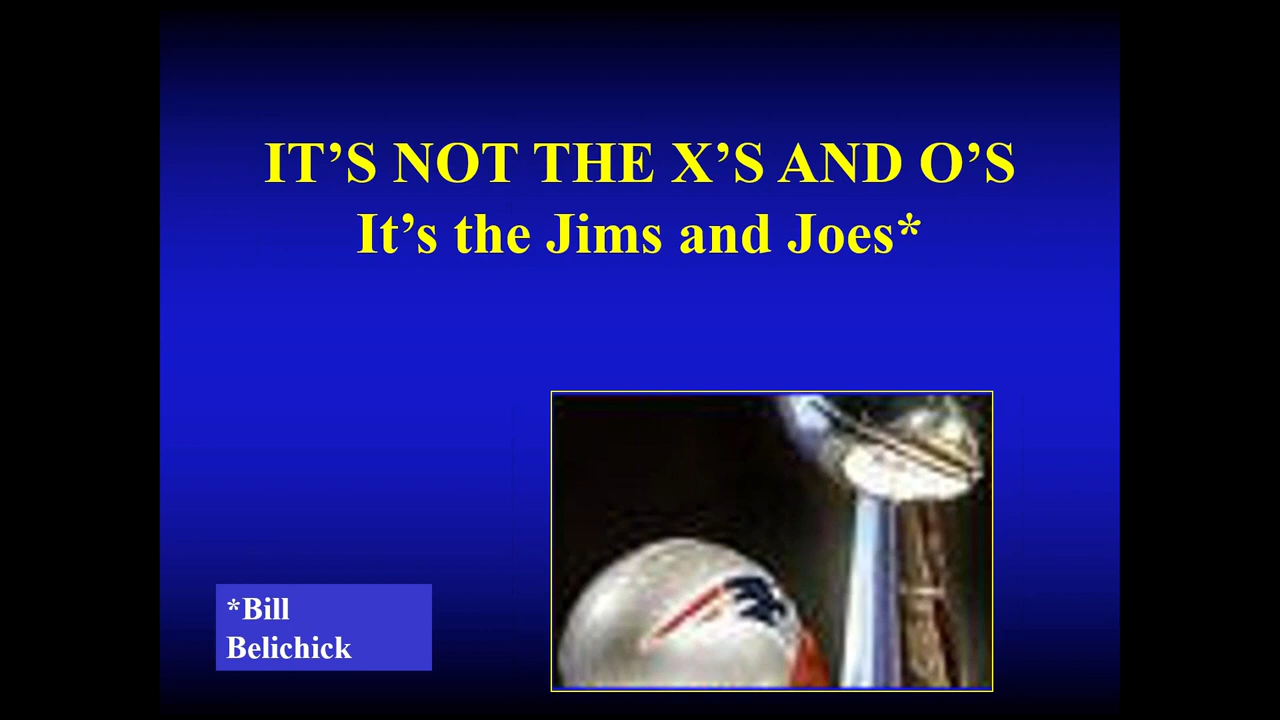 IT’S NOT THE X’S AND O’S
It’s the Jims and Joes*
*Bill
Belichick